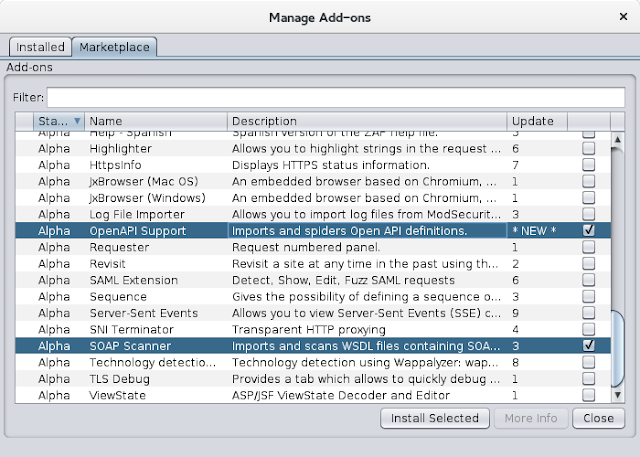 Manage Add-ons
×
Installed Marketplace
Add-ons
Filter:
Sta... ▼ Name Description Update
Alpha Help - Spanish Spanish version of the ZAP help file. 5
Alpha Highlighter Allows you to highlight strings in the request ... 6
Alpha HttpsInfo Displays HTTPS status information. 7
Alpha JxBrowser (Mac OS) An embedded browser based on Chromium, ... 1
Alpha JxBrowser (Windows) An embedded browser based on Chromium, ... 1
Alpha Log File Importer Allows you to import log files from ModSecurit... 3
Alpha OpenAPI Support Imports and spiders Open API definitions. * NEW *
Alpha Requester Request numbered panel. 1
Alpha Revisit Revisit a site at any time in the past using th... 2
Alpha SAML Extension Detect, Show, Edit, Fuzz SAML requests 6
Alpha Sequence Gives the possibility of defining a sequence o... 3
Alpha Server-Sent Events Allows you to view Server-Sent Events (SSE) c... 9
Alpha SNI Terminator Transparent HTTP proxying 4
Alpha SOAP Scanner Imports and scans WSDL files containing SOA... 3
Alpha Technology detectio... Technology detection using Wappalyzer: wap... 8
Alpha TLS Debug Provides a tab which allows to quickly debug ... 1
Alpha ViewState ASP/JSF ViewState Decoder and Editor 1
Install Selected More Info Close